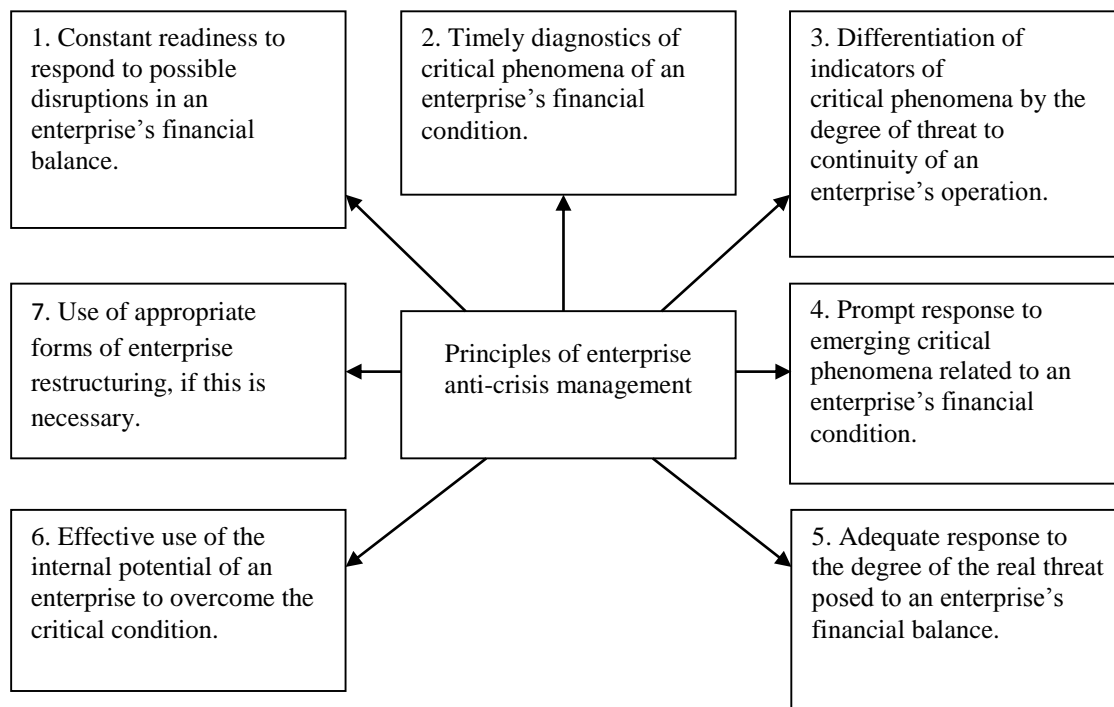 1. Constant readiness to
respond to possible
disruptions in an
enterprise’s financial
balance.
2. Timely diagnostics of
critical phenomena of an
enterprise’s financial
condition.
3. Differentiation of
indicators of
critical phenomena by the
degree of threat to
continuity of an
enterprise’s operation.
7. Use of appropriate
forms of enterprise
restructuring, if this is
necessary.
Principles of enterprise
anti-crisis management
4. Prompt response to
emerging critical
phenomena related to an
enterprise’s financial
condition.
6. Effective use of the
internal potential of an
enterprise to overcome the
critical condition.
5. Adequate response to
the degree of the real threat
posed to an enterprise’s
financial balance.